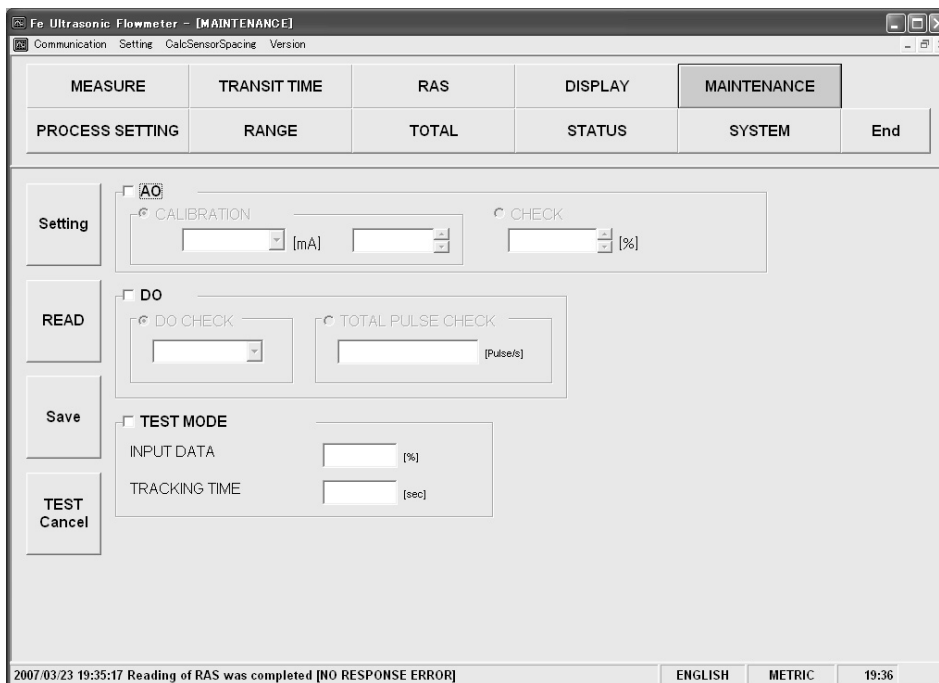 Fe Ultrasonic Flowmeter - [MAINTENANCE]
Communication Setting CalcSensorSpacing Version
MEASURE TRANSIT TIME RAS DISPLAY MAINTENANCE
PROCESS SETTING RANGE TOTAL STATUS SYSTEM End
Setting
AO
CALIBRATION CHECK
[mA] [%]
READ
DO
DO CHECK TOTAL PULSE CHECK
[Pulse/s]
Save
TEST MODE
INPUT DATA [%]
TRACKING TIME [sec]
TEST
Cancel
2007/03/23 19:35:17 Reading of RAS was completed [NO RESPONSE ERROR] ENGLISH METRIC 19:36